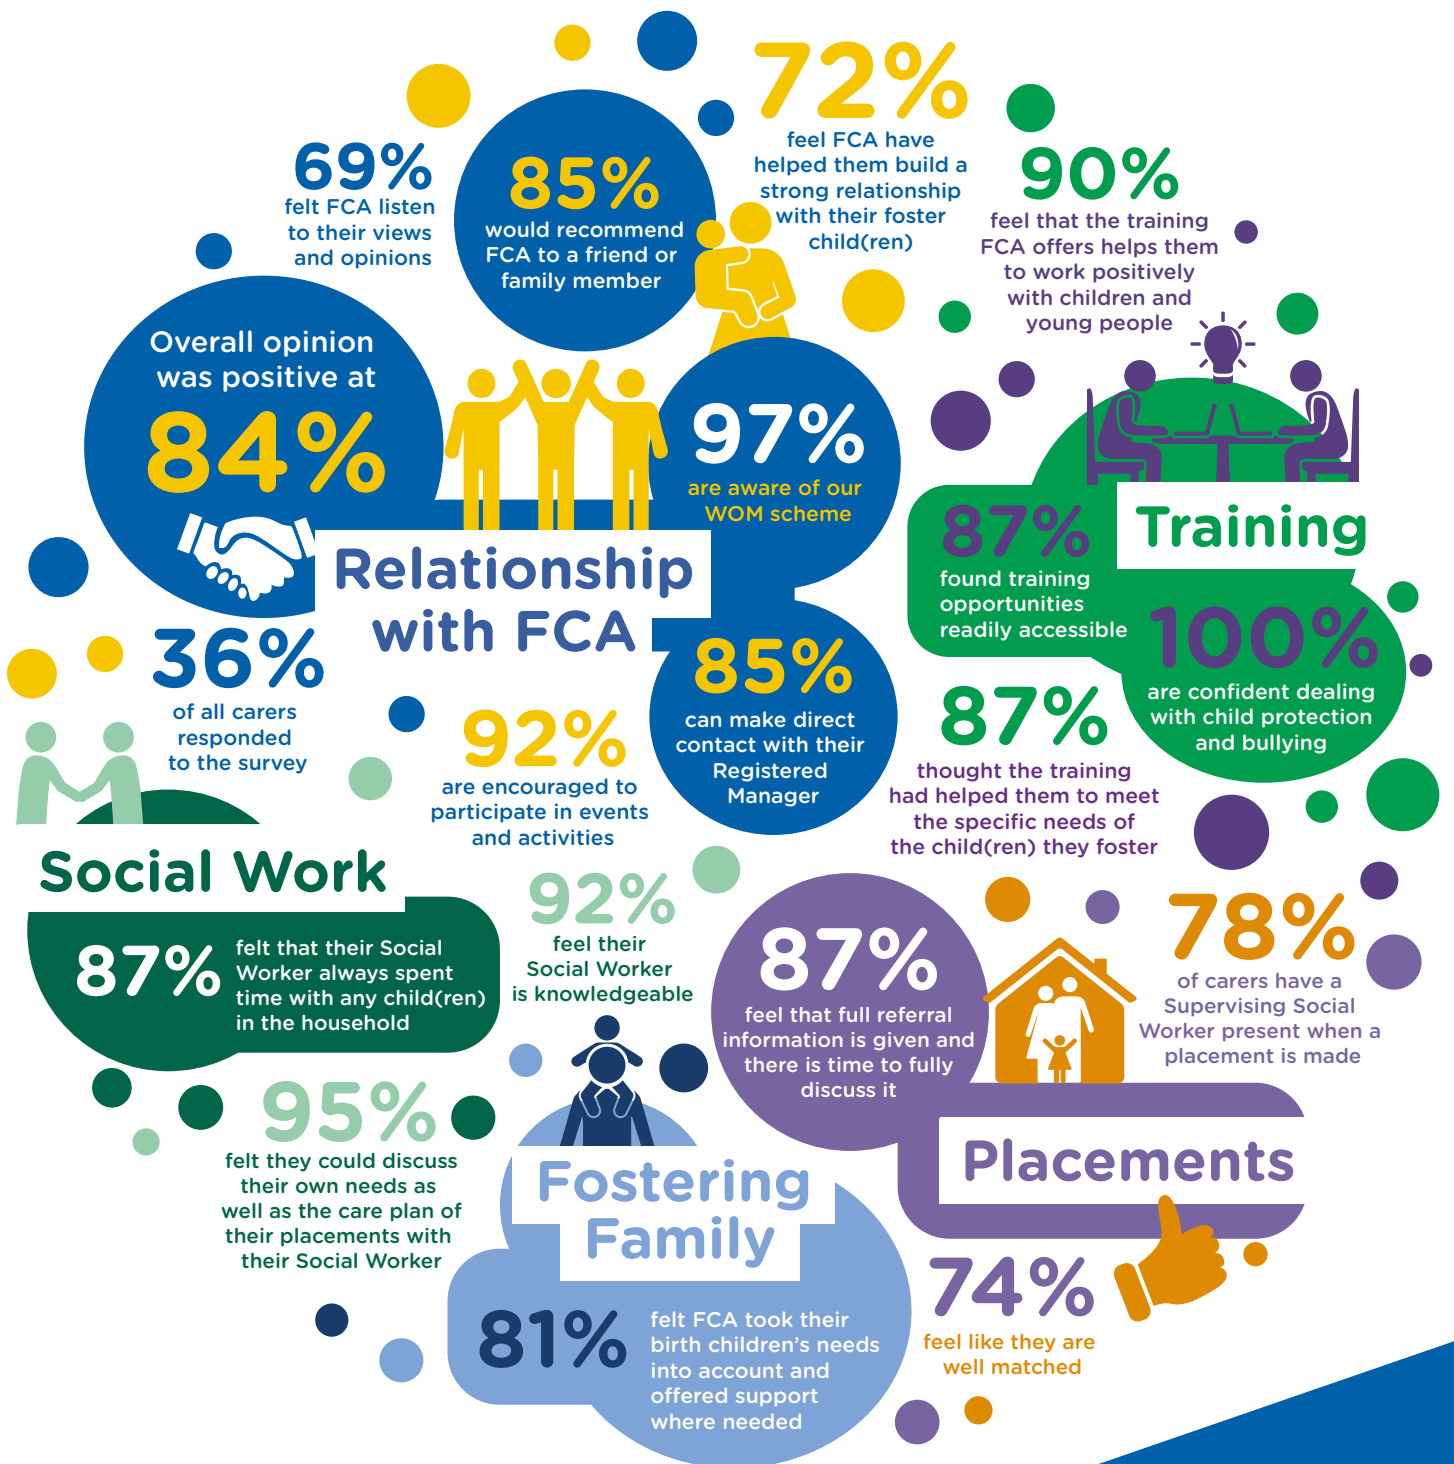 72%
feel FCA have
helped them build a
strong relationship
with their foster
child(ren)
69%
felt FCA listen
to their views
and opinions
85%
would recommend
FCA to a friend or
family member
90%
feel that the training
FCA offers helps them
to work positively
with children and
young people
Overall opinion
was positive at
84%
97%
are aware of our
WOM scheme
Relationship
with FCA
36%
of all carers
responded
to the survey
92%
are encouraged to
participate in events
and activities
85%
can make direct
contact with their
Registered
Manager
Training
87%
found training
opportunities
readily accessible
100%
are confident dealing
with child protection
and bullying
87%
thought the training
had helped them to meet
the specific needs of
the child(ren) they foster
Social Work
87%
felt that their Social
Worker always spent
time with any child(ren)
in the household
92%
feel their
Social Worker
is knowledgeable
95%
felt they could discuss
their own needs as
well as the care plan of
their placements with
their Social Worker
87%
feel that full referral
information is given and
there is time to fully
discuss it
78%
of carers have a
Supervising Social
Worker present when a
placement is made
Placements
74%
feel like they are
well matched
Fostering
Family
81%
felt FCA took their
birth children's needs
into account and
offered support
where needed